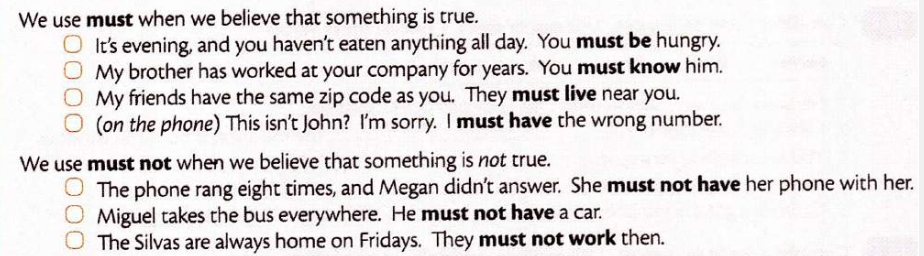 We use must when we believe that something is true.
It's evening, and you haven't eaten anything all day. You must be hungry.
My brother has worked at your company for years. You must know him.
My friends have the same zip code as you. They must live near you.
(on the phone) This isn't John? I'm sorry. I must have the wrong number.
We use must not when we believe that something is not true.
The phone rang eight times, and Megan didn't answer. She must not have her phone with her.
Miguel takes the bus everywhere. He must not have a car.
The Silvas are always home on Fridays. They must not work then.